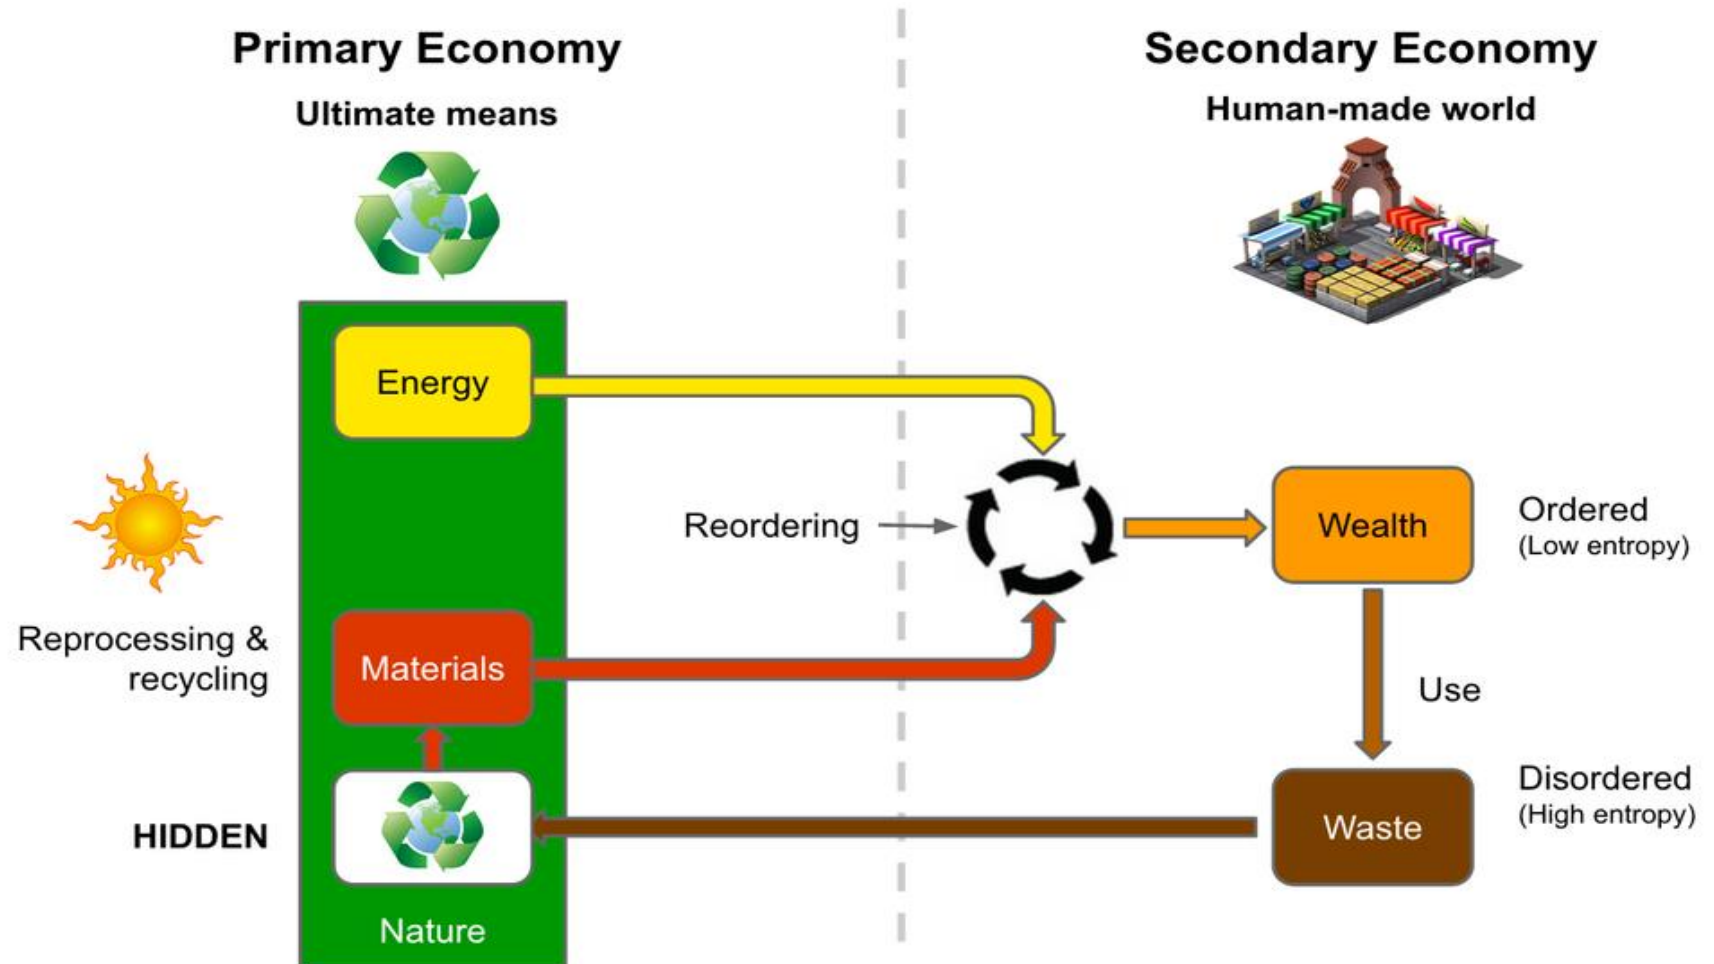 Primary Economy
Ultimate means
Secondary Economy
Human-made world
Energy
Reordering
Wealth
Ordered
(Low entropy)
Reprocessing &
recycling
Materials
Use
HIDDEN
Waste
Disordered
(High entropy)
Nature